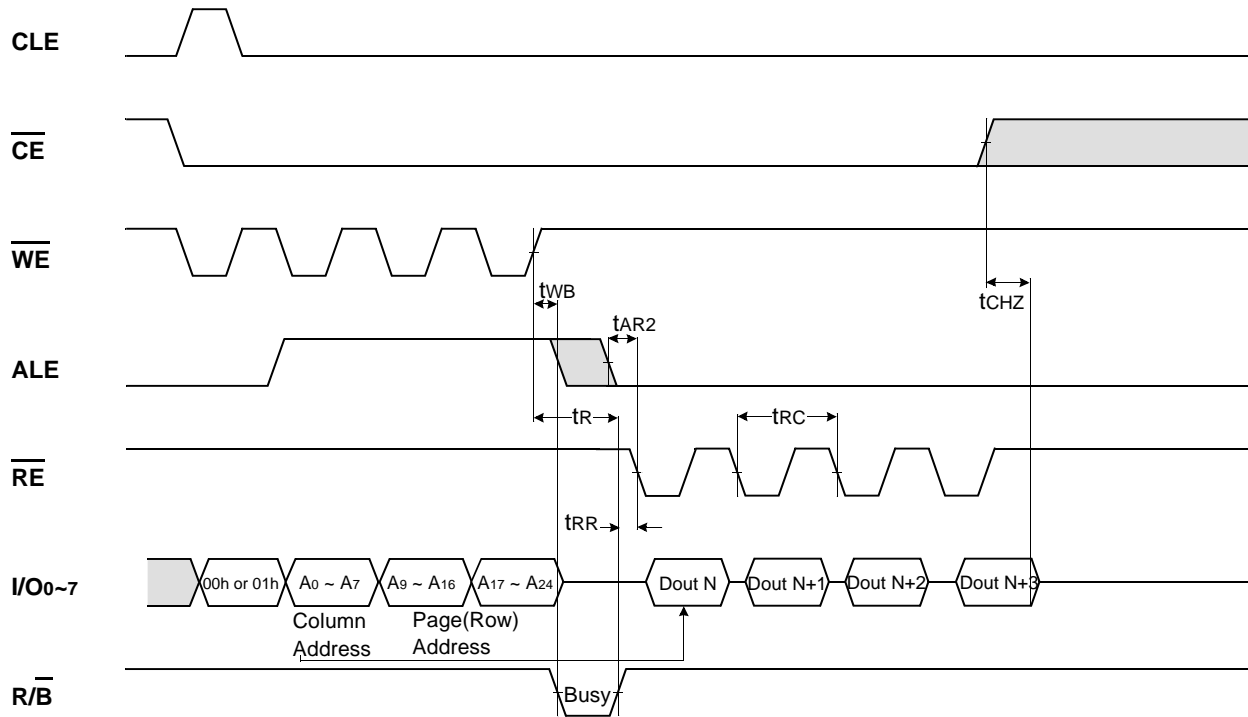 CLE
CE
WE
tWB
tCHZ
tAR2
ALE
tR
tRC
RE
tRR
I/O0~7
00h or 01h
A0 ~ A7
A9 ~ A16
A17 ~ A24
Dout N
Dout N+1
Dout N+2
Dout N+3
Column
Address
Page(Row)
Address
R/B
Busy